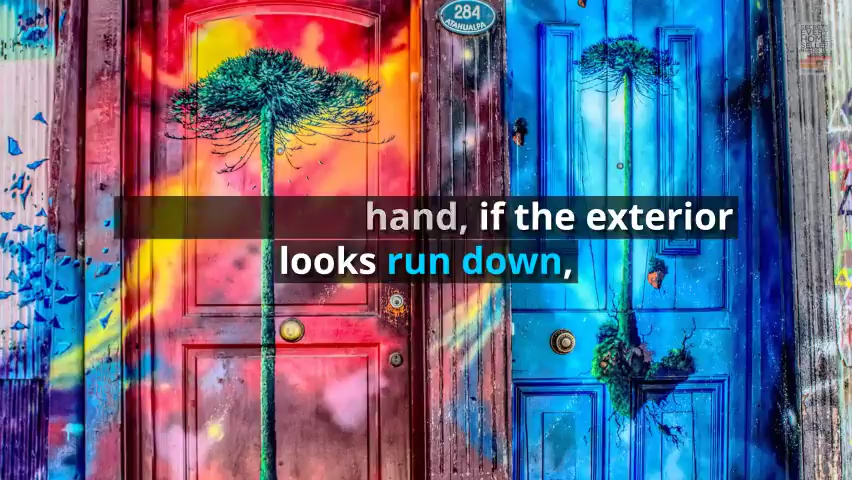 284
ATAHUALPA
hand, if the exterior
looks run down,